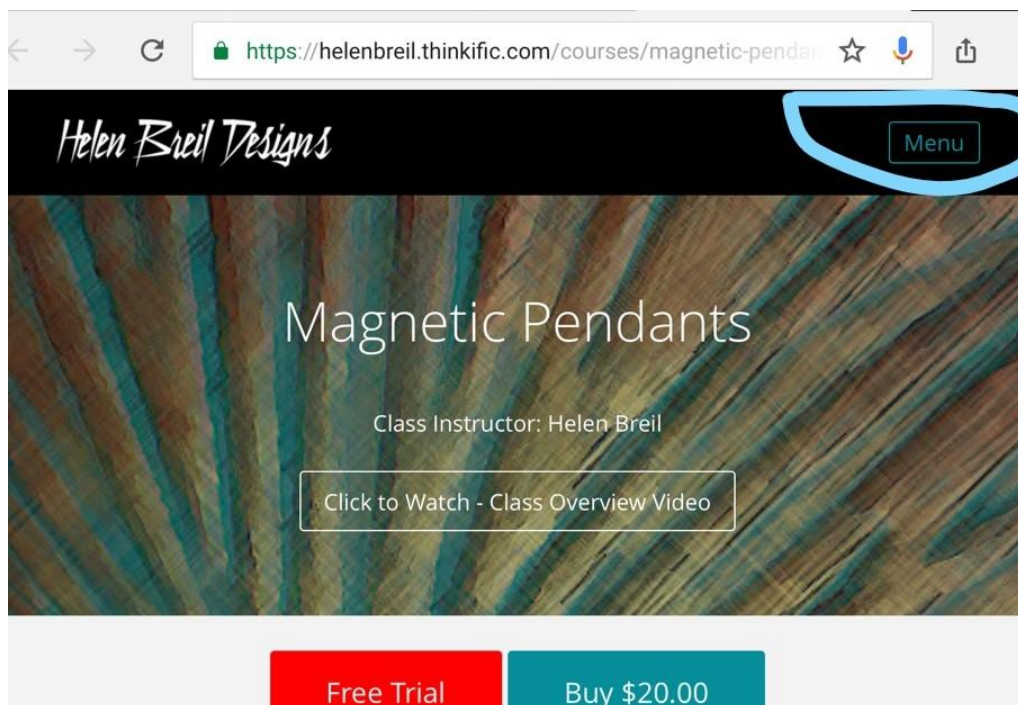 https://helenbreil.thinkific.com/courses/magnetic-pendan
Helen Breil Designs
Menu
Magnetic Pendants
Class Instructor: Helen Breil
Click to Watch - Class Overview Video
Free Trial
Buy $20.00